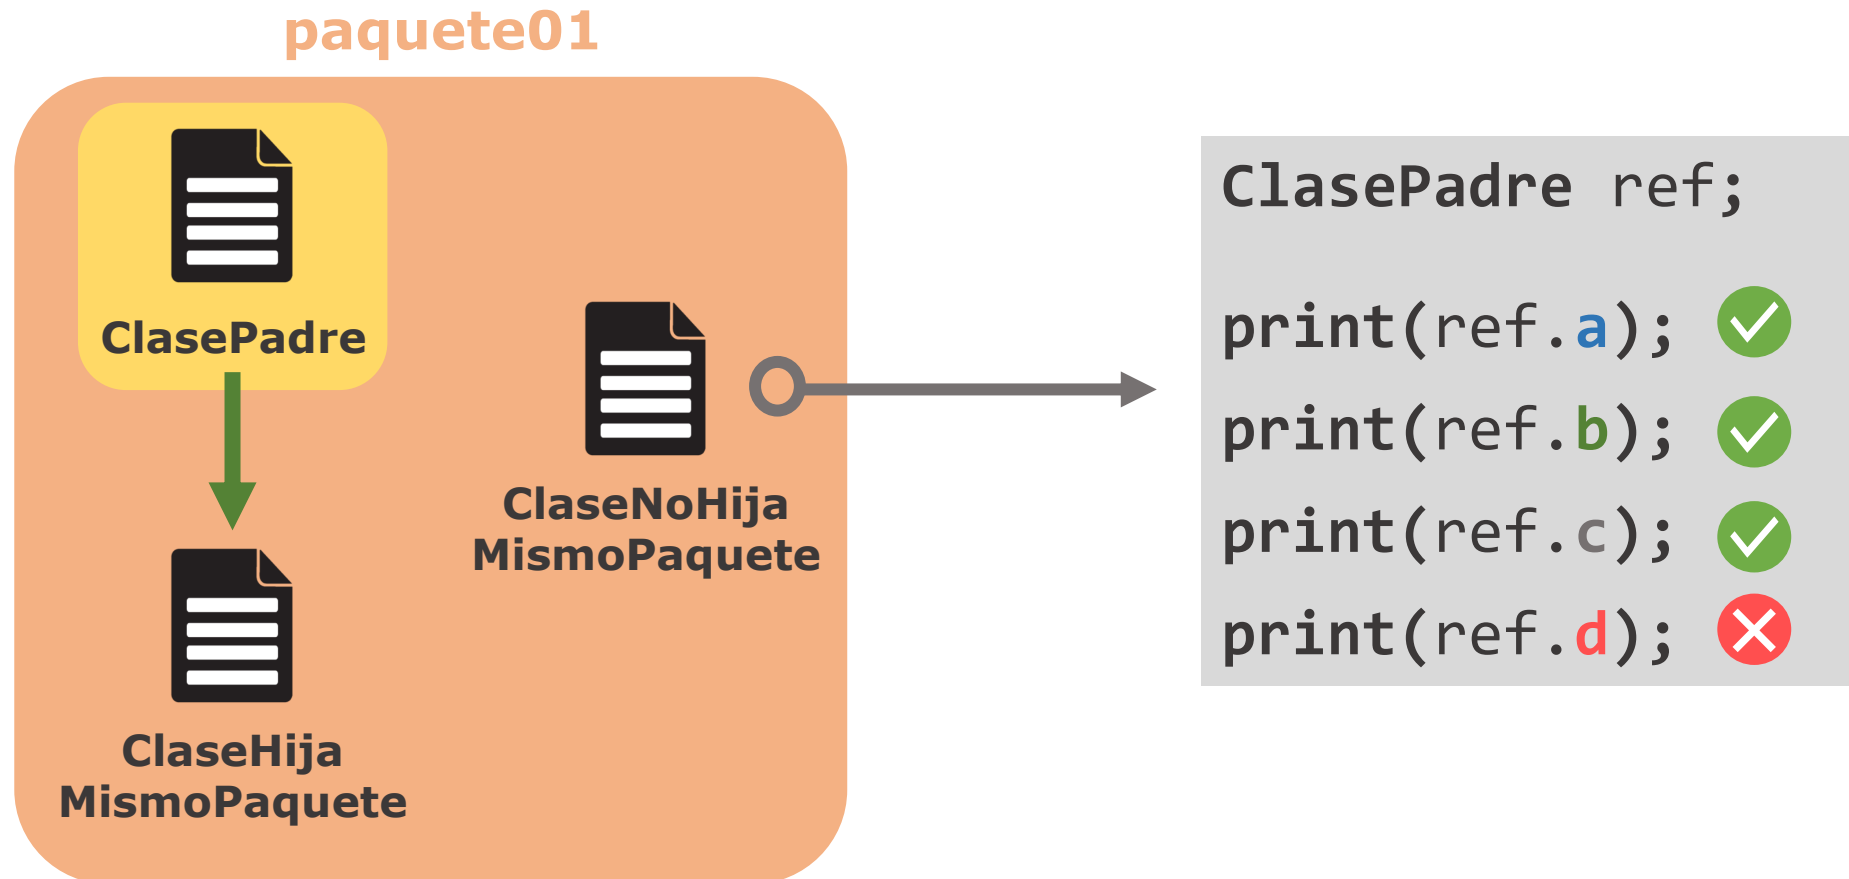 paquete01
ClasePadre
ClaseNoHija
MismoPaquete
ClaseHija
MismoPaquete
ClasePadre ref;
print(ref.a);
print(ref.b);
print(ref.c);
print(ref.d);